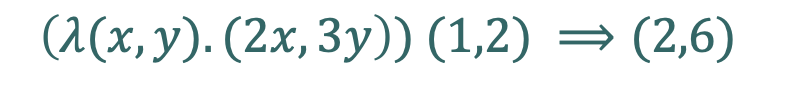 (λ(x, y). (2x, 3y)) (1,2) ⟹ (2,6)